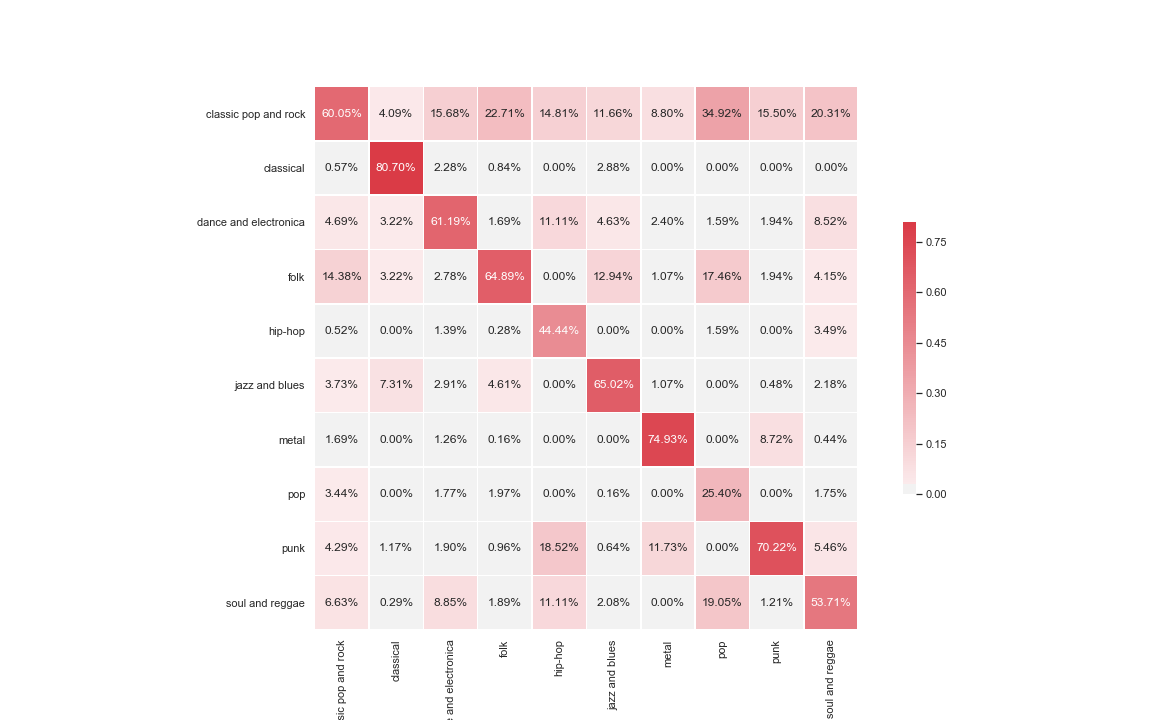 classic pop and rock 60.05% 4.09% 15.68% 22.71% 14.81% 11.66% 8.80% 34.92% 15.50% 20.31%
classical 0.57% 80.70% 2.28% 0.84% 0.00% 2.88% 0.00% 0.00% 0.00% 0.00%
dance and electronica 4.69% 3.22% 61.19% 1.69% 11.11% 4.63% 2.40% 1.59% 1.94% 8.52%
0.75
folk 14.38% 3.22% 2.78% 64.89% 0.00% 12.94% 1.07% 17.46% 1.94% 4.15%
0.60
hip-hop 0.52% 0.00% 1.39% 0.28% 44.44% 0.00% 0.00% 1.59% 0.00% 3.49%
0.45
jazz and blues 3.73% 7.31% 2.91% 4.61% 0.00% 65.02% 1.07% 0.00% 0.48% 2.18%
0.30
metal 1.69% 0.00% 1.26% 0.16% 0.00% 0.00% 74.93% 0.00% 8.72% 0.44%
0.15
pop 3.44% 0.00% 1.77% 1.97% 0.00% 0.16% 0.00% 25.40% 0.00% 1.75%
0.00
punk 4.29% 1.17% 1.90% 0.96% 18.52% 0.64% 11.73% 0.00% 70.22% 5.46%
soul and reggae 6.63% 0.29% 8.85% 1.89% 11.11% 2.08% 0.00% 19.05% 1.21% 53.71%
sic pop and rock
classical
e and electronica
folk
hip-hop
jazz and blues
metal
pop
punk
soul and reggae